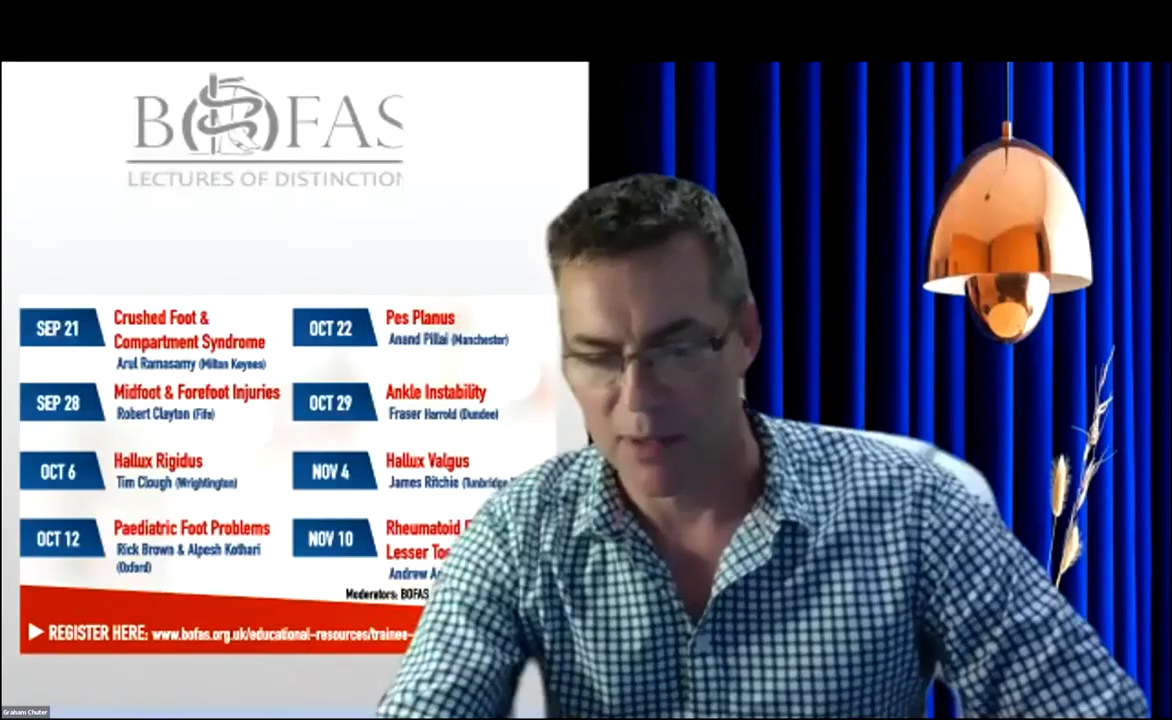 BOFAS
LECTURES OF DISTINCTION
SEP 21
Crushed Foot &
Compartment Syndrome
Arul Ramasamy (Milton Keynes)
SEP 28
Midfoot & Forefoot Injuries
Robert Clayton (Fife)
OCT 6
Hallux Rigidus
Tim Clough (Wrightington)
OCT 12
Paediatric Foot Problems
Rick Brown & Alpesh Kothari
(Oxford)
OCT 22
Pes Planus
Anand Pillai (Manchester)
OCT 29
Ankle Instability
Fraser Harrold (Dundee)
NOV 4
Hallux Valgus
James Ritchie (Tunbridge
NOV 10
Rheumatoid
Lesser
Andrew
Moderators: BOFAS
REGISTER HERE: www.bofas.org.uk/educational-resources/trainee-
Graham Chuter